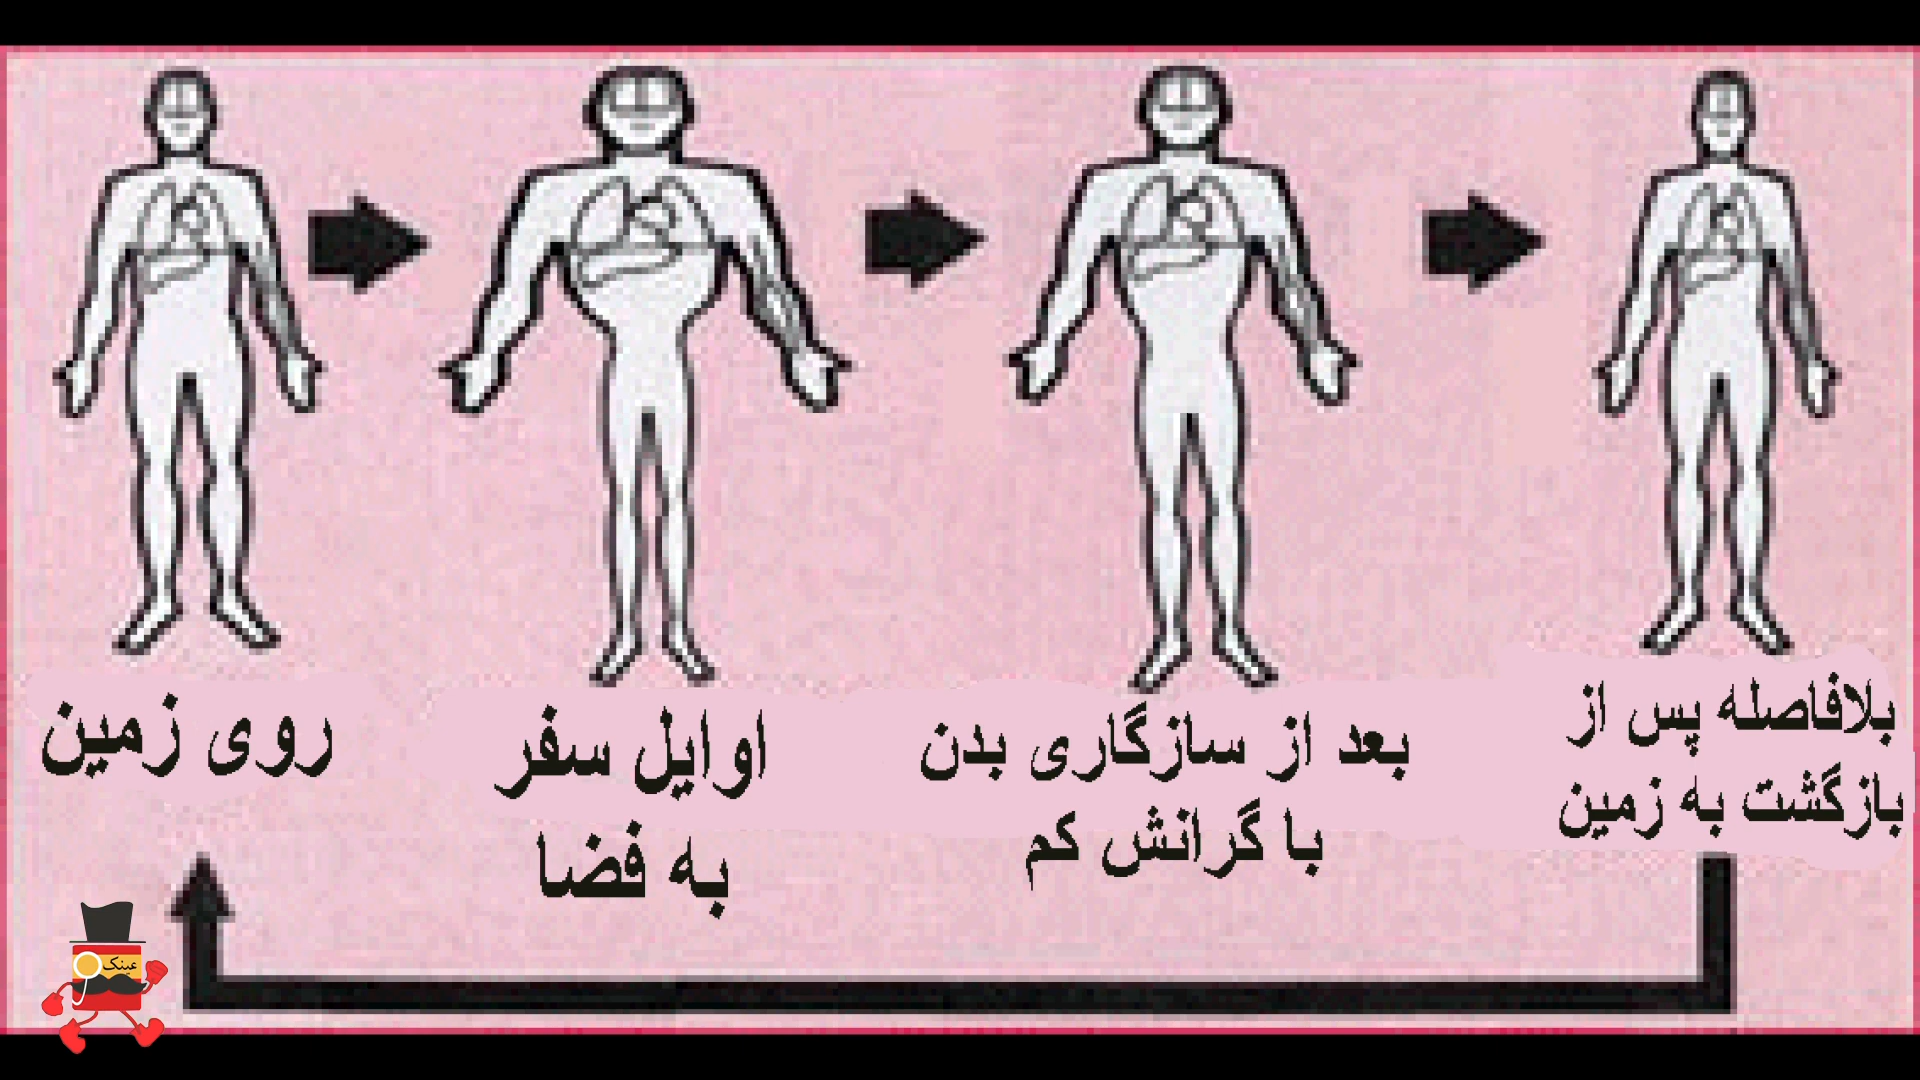 روی زمین
اوایل سفر
به فضا
بعد از سازگاری بدن
با گرانش کم
بلافاصله پس از
بازگشت به زمین
عینک